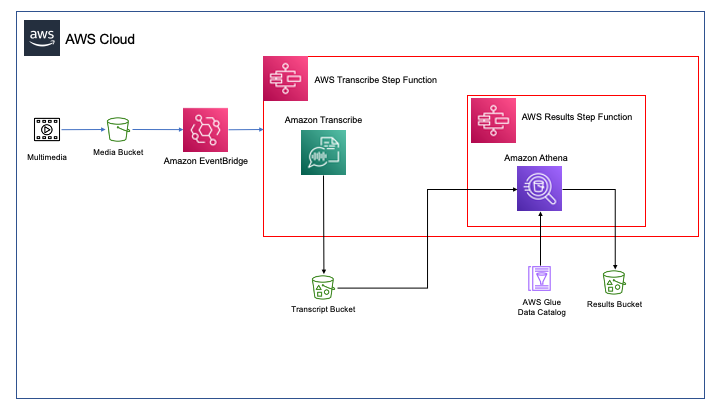 aws
AWS Cloud
AWS Transcribe Step Function
AWS Results Step Function
Amazon Transcribe
Multimedia
Media Bucket
Amazon EventBridge
Amazon Athena
Transcript Bucket
AWS Glue
Data Catalog
Results Bucket